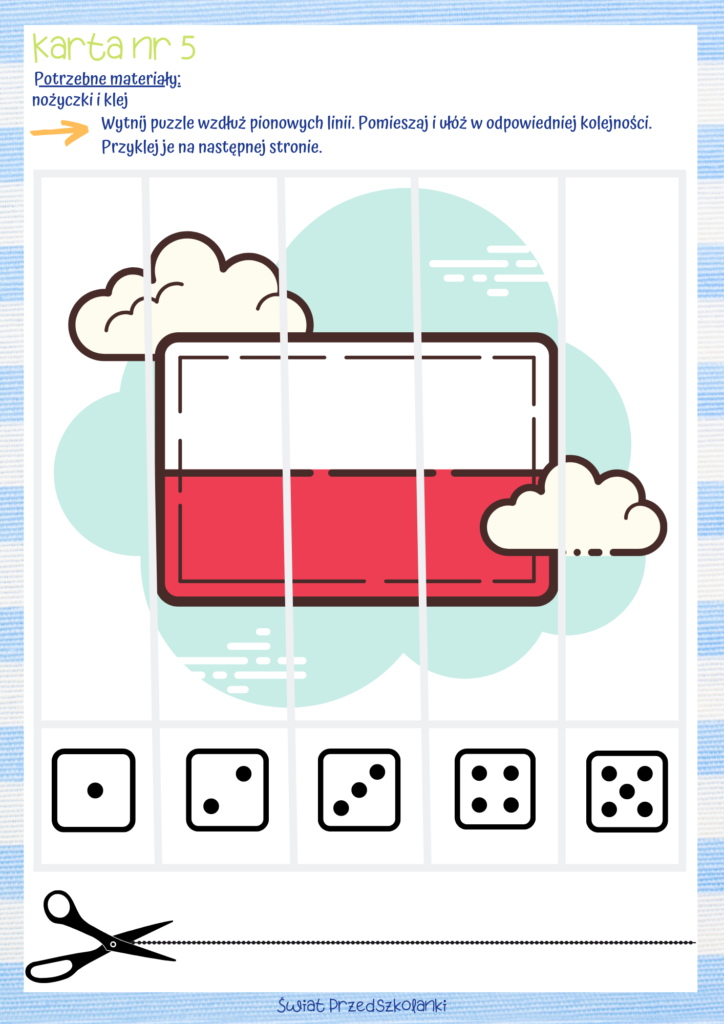 Karta nr 5
Potrzebne materiały:
nożyczki i klej
Wytnij puzzle wzdłuż pionowych linii. Pomieszaj i ułóż w odpowiedniej kolejności.
Przyklej je na następnej stronie.
Świat Przedszkolanki